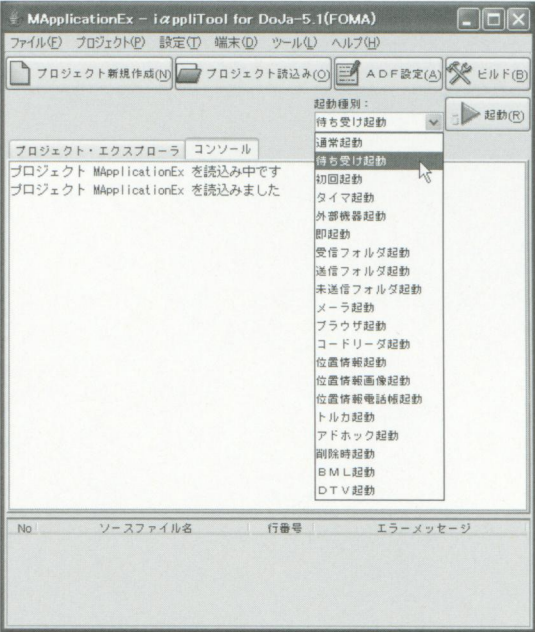 MApplicationEx - iαppliTool for DoJa-5.1(FOMA)
ファイル(F) プロジェクト(P) 設定(T) 端末(D) ツール(L) ヘルプ(H)
プロジェクト新規作成(N) プロジェクト読込み(O) ADF設定(A) ビルド(B)
起動種別：
待ち受け起動 起動(R)
プロジェクト・エクスプローラ コンソール
プロジェクト MApplicationEx を読込み中です
プロジェクト MApplicationEx を読込みました
通常起動
待ち受け起動
初回起動
タイマ起動
外部機器起動
即起動
受信フォルダ起動
送信フォルダ起動
未送信フォルダ起動
メーラ起動
ブラウザ起動
コードリーダ起動
位置情報起動
位置情報画像起動
位置情報電話帳起動
トルカ起動
アドホック起動
削除時起動
BML起動
DTV起動
No ソースファイル名 行番号 エラーメッセージ